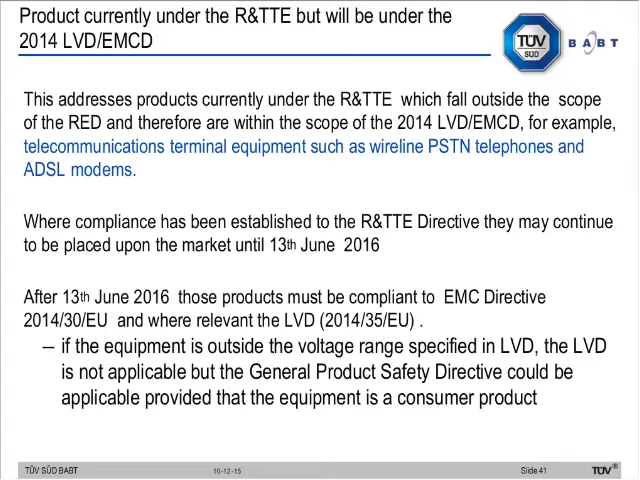 Product currently under the R&TTE but will be under the
2014 LVD/EMCD
TÜV
SÜD
BABT
This addresses products currently under the R&TTE which fall outside the scope
of the RED and therefore are within the scope of the 2014 LVD/EMCD, for example,
telecommunications terminal equipment such as wireline PSTN telephones and
ADSL modems.
Where compliance has been established to the R&TTE Directive they may continue
to be placed upon the market until 13th June 2016
After 13th June 2016 those products must be compliant to EMC Directive
2014/30/EU and where relevant the LVD (2014/35/EU) .
– if the equipment is outside the voltage range specified in LVD, the LVD
is not applicable but the General Product Safety Directive could be
applicable provided that the equipment is a consumer product
TÜV SÜD BABT 10-12-15 Slide 41 TÜV®